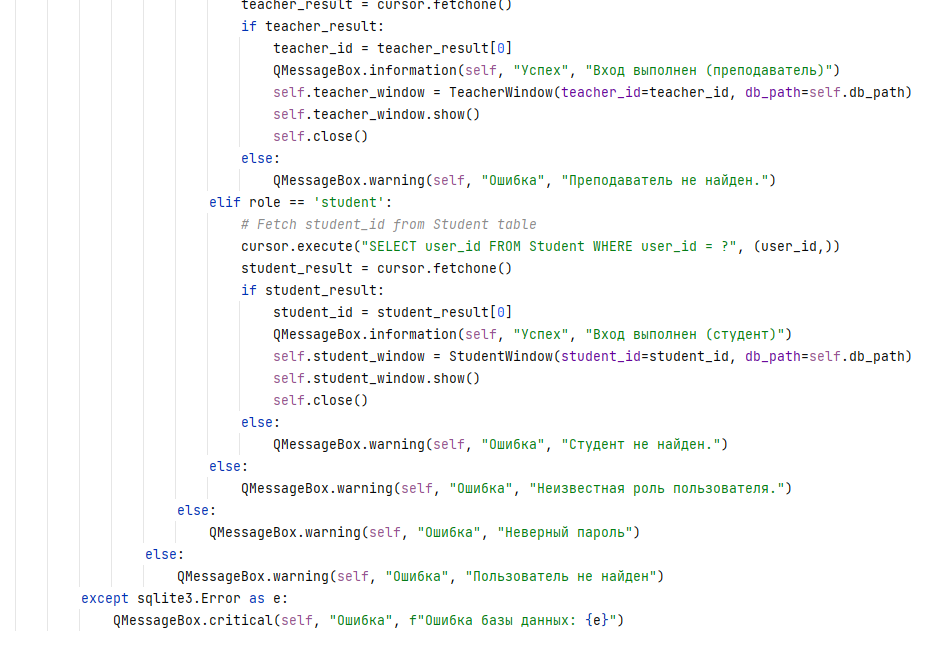 teacher_result = cursor.fetchone()
if teacher_result:
teacher_id = teacher_result[0]
QMessageBox.information(self, "Успех", "Вход выполнен (преподаватель)")
self.teacher_window = TeacherWindow(teacher_id=teacher_id, db_path=self.db_path)
self.teacher_window.show()
self.close()
else:
QMessageBox.warning(self, "Ошибка", "Преподаватель не найден.")
elif role == 'student':
# Fetch student_id from Student table
cursor.execute("SELECT user_id FROM Student WHERE user_id = ?", (user_id,))
student_result = cursor.fetchone()
if student_result:
student_id = student_result[0]
QMessageBox.information(self, "Успех", "Вход выполнен (студент)")
self.student_window = StudentWindow(student_id=student_id, db_path=self.db_path)
self.student_window.show()
self.close()
else:
QMessageBox.warning(self, "Ошибка", "Студент не найден.")
else:
QMessageBox.warning(self, "Ошибка", "Неизвестная роль пользователя.")
else:
QMessageBox.warning(self, "Ошибка", "Неверный пароль")
else:
QMessageBox.warning(self, "Ошибка", "Пользователь не найден")
except sqlite3.Error as e:
QMessageBox.critical(self, "Ошибка", f"Ошибка базы данных: {e}")